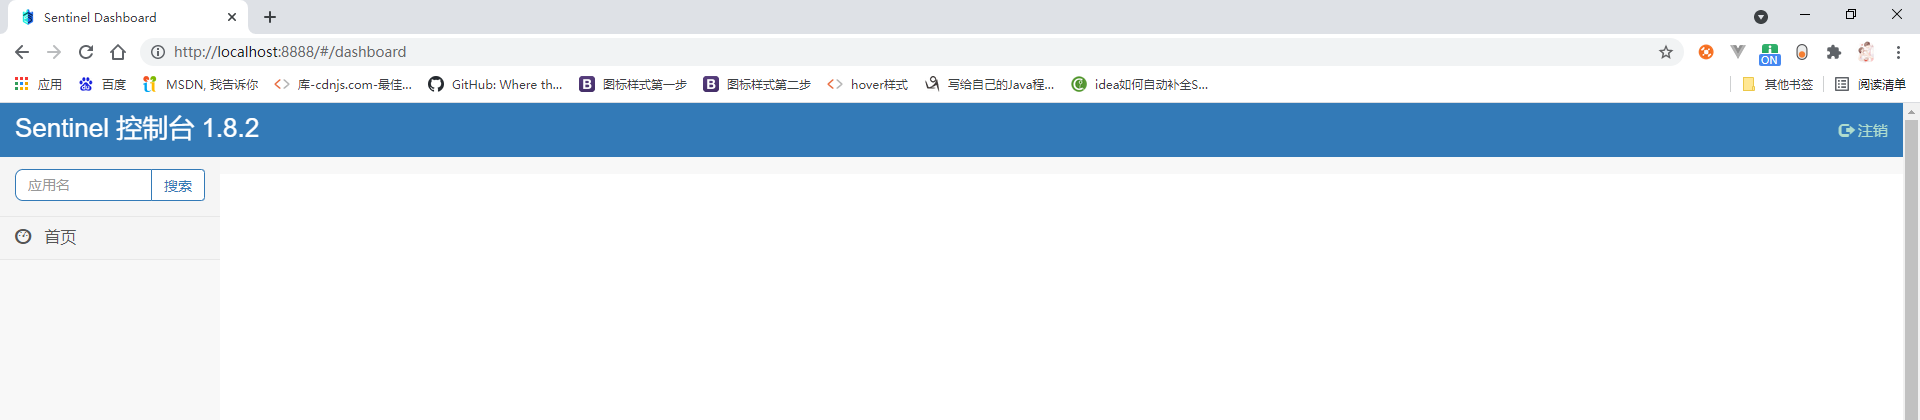 Sentinel Dashboard
http://localhost:8888/#/dashboard
ON
应用 百度 MSDN, 我告诉你 库-cdnjs.com-最佳... GitHub: Where th... 图标样式第一步 图标样式第二步 hover样式 写给自己的Java程... idea如何自动补全S... 其他书签 阅读清单
Sentinel 控制台 1.8.2 注销
应用名 搜索
首页